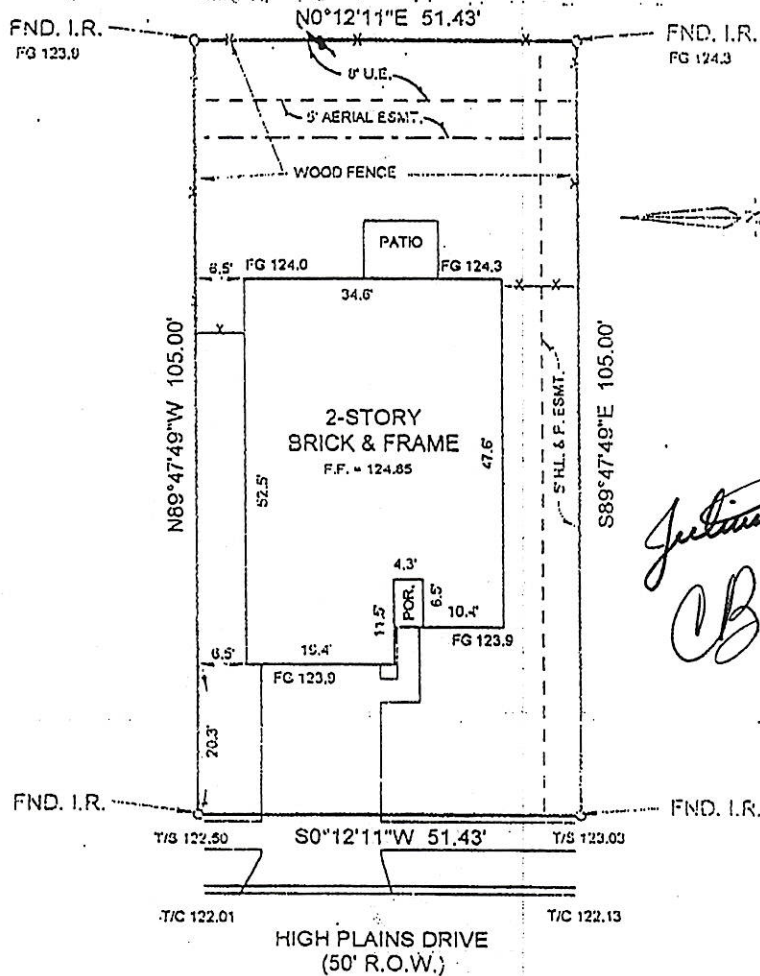 N0°12'11"E 51.43'
FND. I.R.
FG 123.9
FND. I.R.
FG 124.3
8' U.E.
5' AERIAL ESMT.
WOOD FENCE
PATIO
6.5'
FG 124.0
FG 124.3
34.6'
N89°47'49"W 105.00'
2-STORY
BRICK & FRAME
F.F. = 124.85
52.5'
47.6'
5' H.L. & P. ESMT.
S89°47'49"E 105.00'
4.3'
POR.
6.5'
11.5'
10.4'
FG 123.9
6.5'
19.4'
FG 123.9
20.3'
FND. I.R.
FND. I.R.
T/S 122.50
S0°12'11"W 51.43'
T/S 123.03
T/C 122.01
T/C 122.13
HIGH PLAINS DRIVE
(50' R.O.W.)